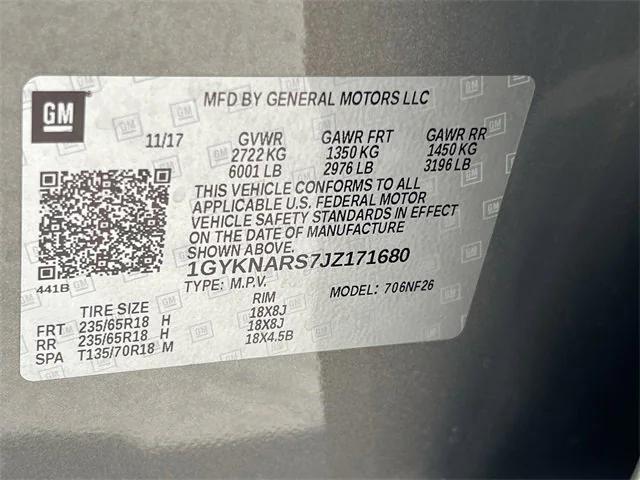 GM
MFD BY GENERAL MOTORS LLC
11/17 GVWR GAWR FRT GAWR RR
2722 KG 1350 KG 1450 KG
6001 LB 2976 LB 3196 LB
THIS VEHICLE CONFORMS TO ALL
APPLICABLE U.S. FEDERAL MOTOR
VEHICLE SAFETY STANDARDS IN EFFECT
ON THE DATE OF MANUFACTURE
SHOWN ABOVE.
1GYKNARS7JZ171680
441B
TYPE: M.P.V. MODEL: 706NF26
TIRE SIZE RIM
FRT 235/65R18 H 18X8J
RR 235/65R18 H 18X8J
SPA T135/70R18 M 18X4.5B